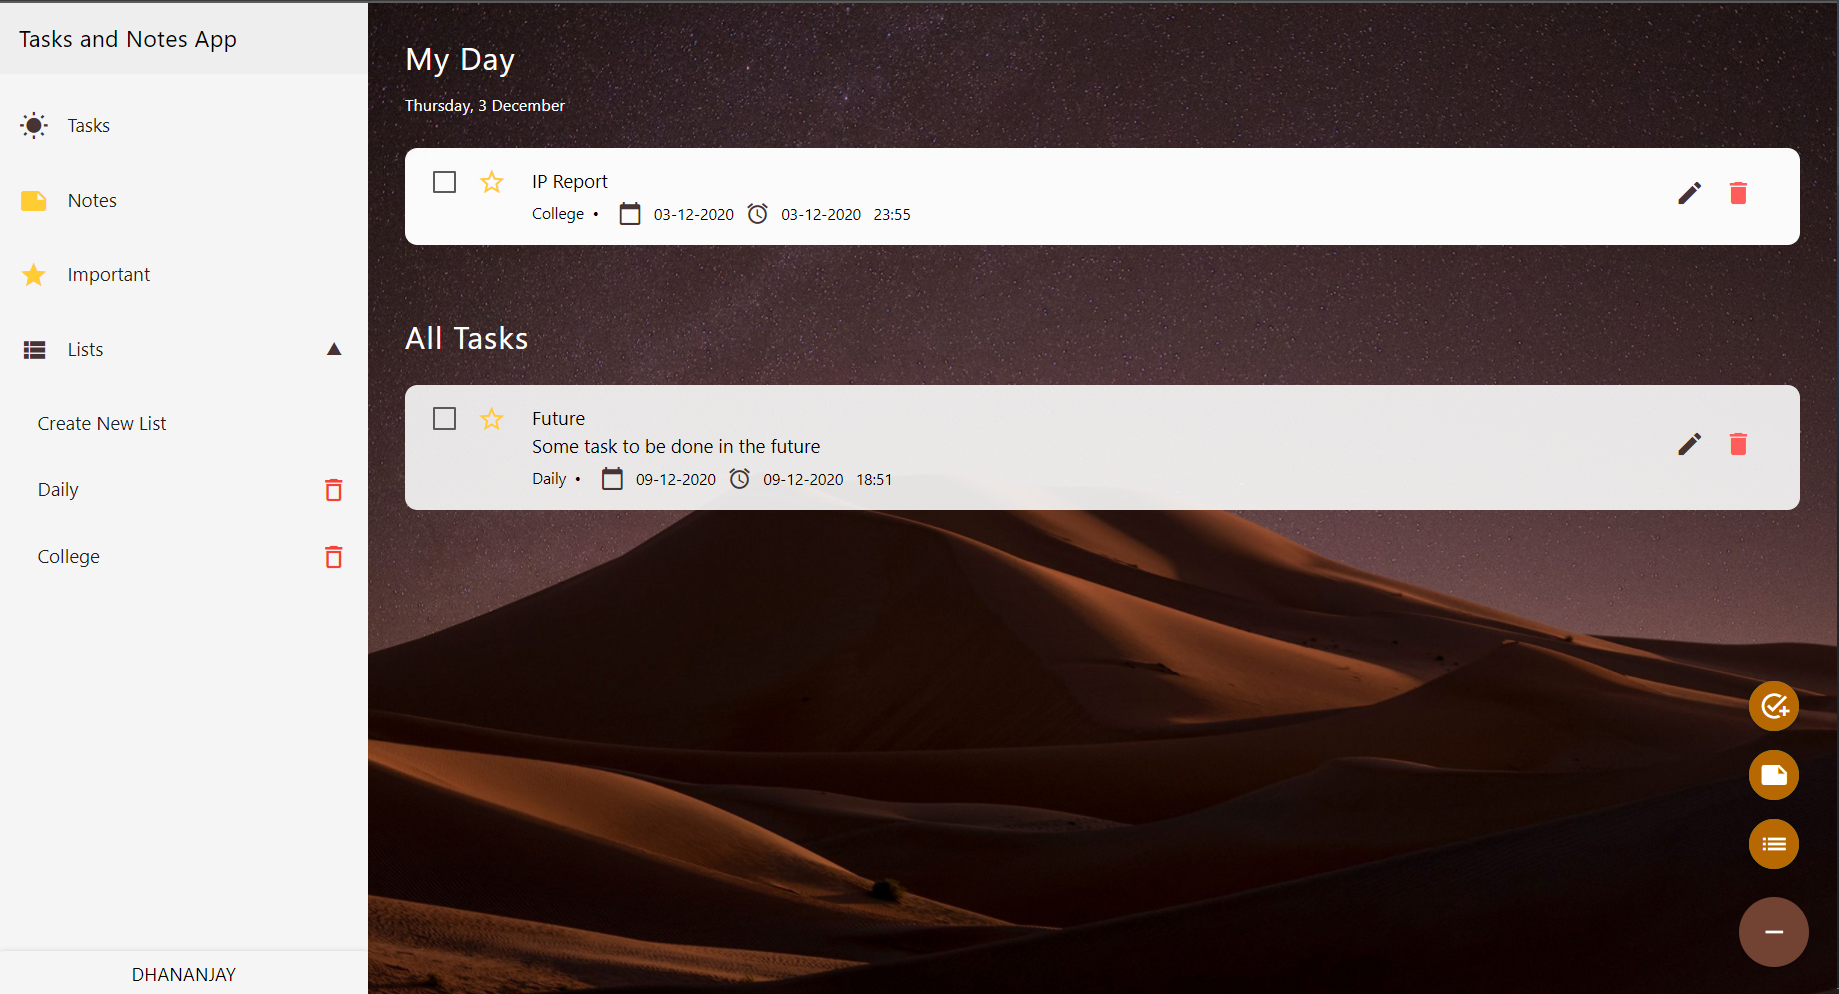 Tasks and Notes App
Tasks
Notes
Important
Lists
Create New List
Daily
College
DHANANJAY
My Day
Thursday, 3 December
IP Report
College • 03-12-2020 03-12-2020 23:55
All Tasks
Future
Some task to be done in the future
Daily • 09-12-2020 09-12-2020 18:51